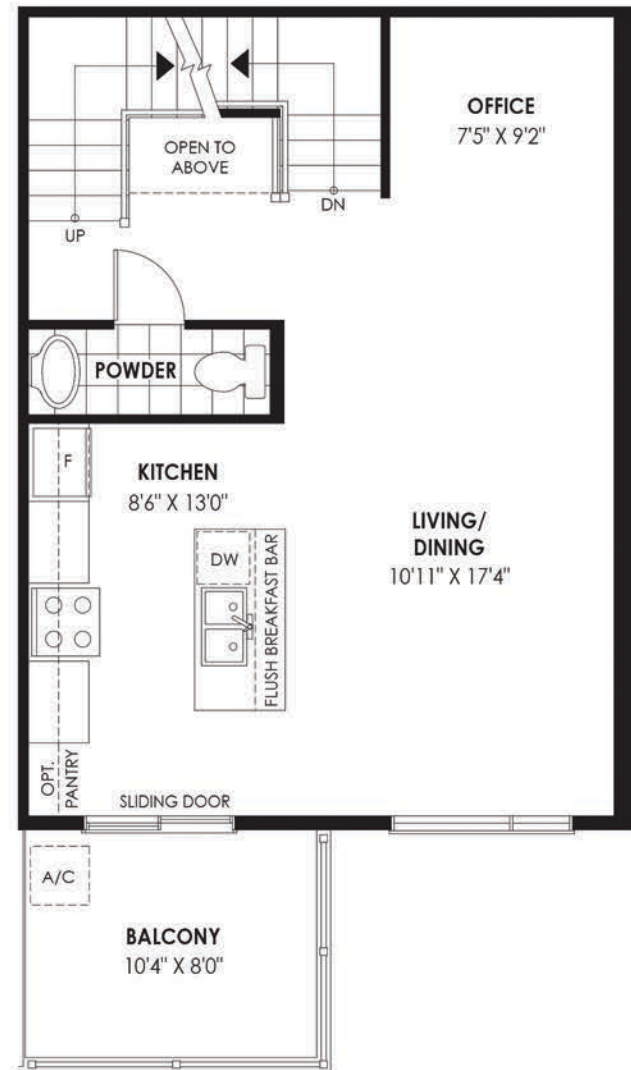 OFFICE
7'5" X 9'2"
OPEN TO
ABOVE
UP
DN
POWDER
F
KITCHEN
8'6" X 13'0"
DW
FLUSH BREAKFAST BAR
LIVING/
DINING
10'11" X 17'4"
OPT.
PANTRY
SLIDING DOOR
A/C
BALCONY
10'4" X 8'0"